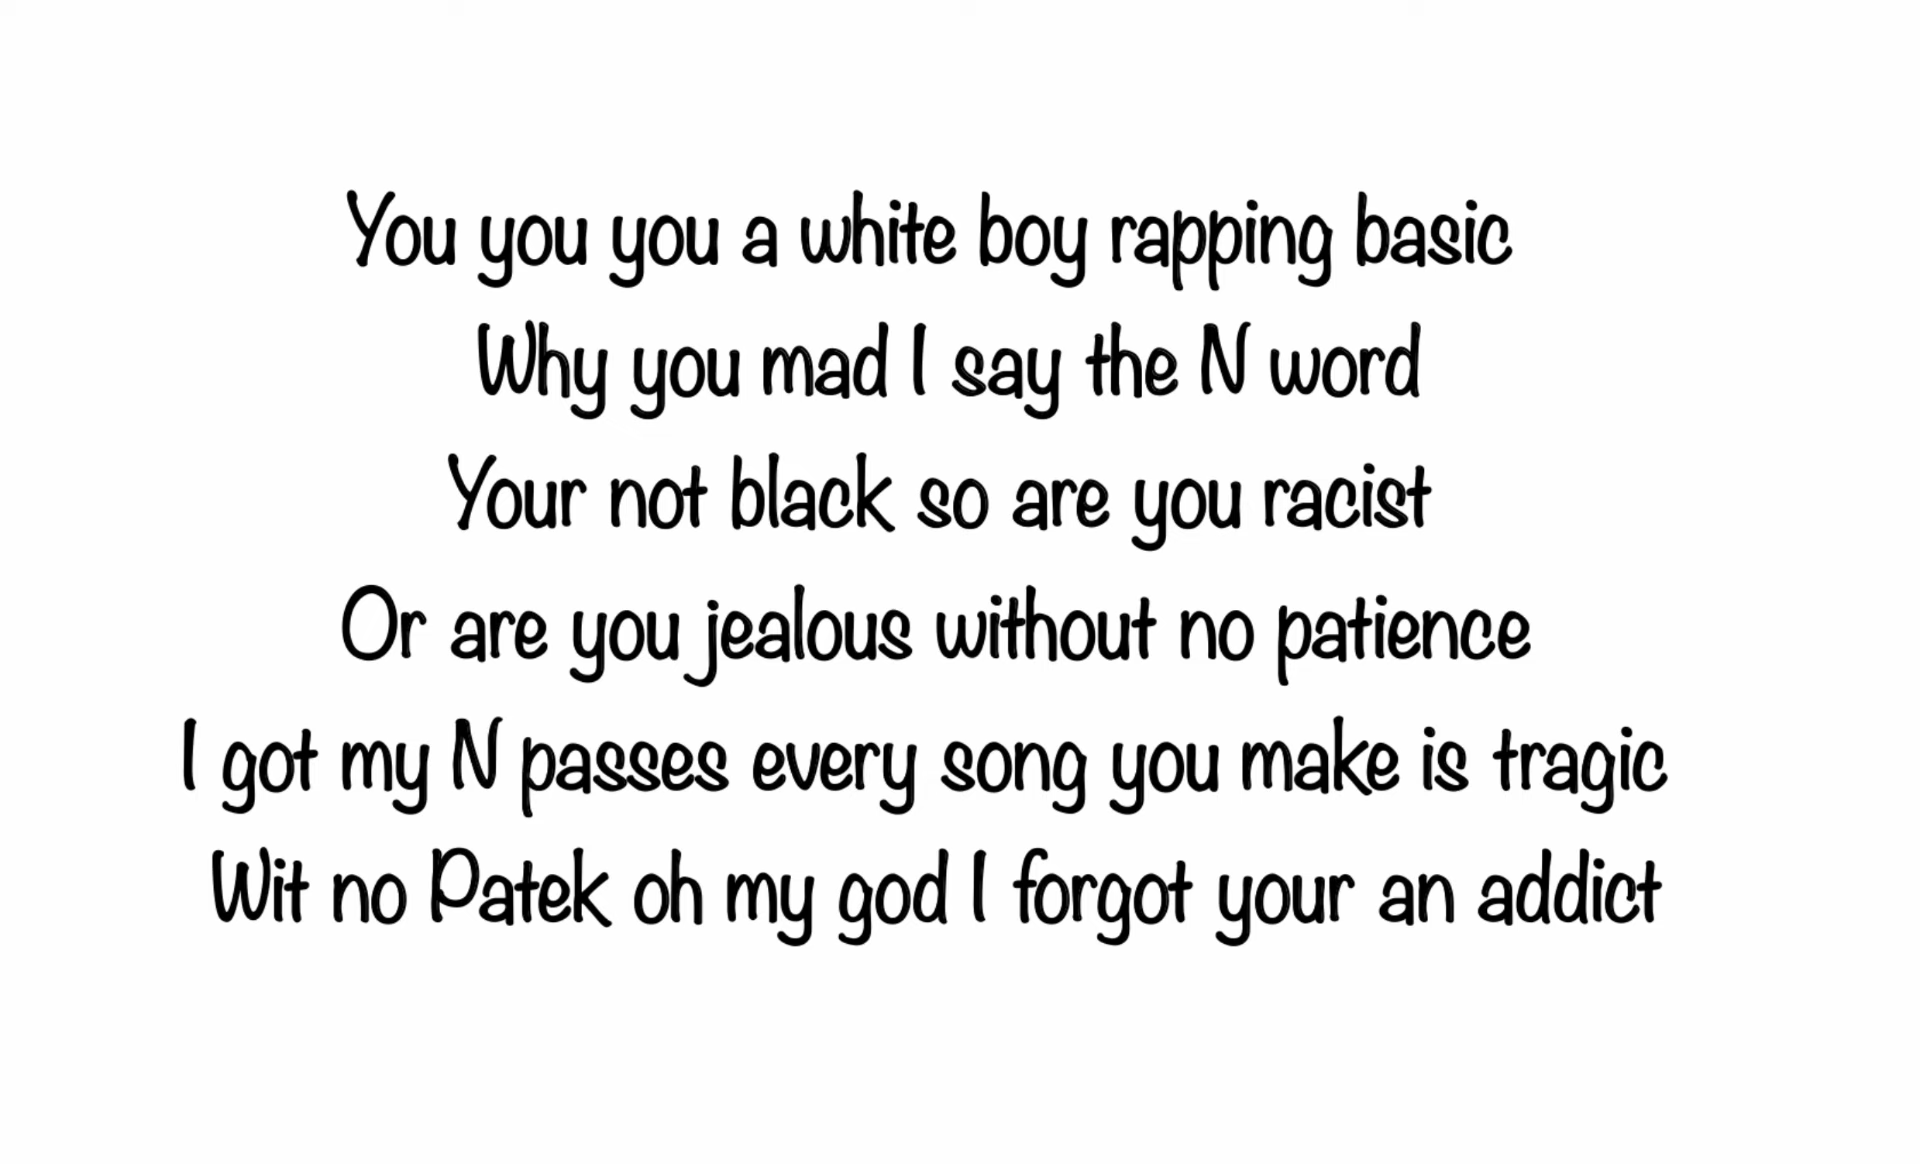 You you you a white boy rapping basic
Why you mad I say the N word
Your not black so are you racist
Or are you jealous without no patience
I got my N passes every song you make is tragic
Wit no Patek oh my god I forgot your an addict